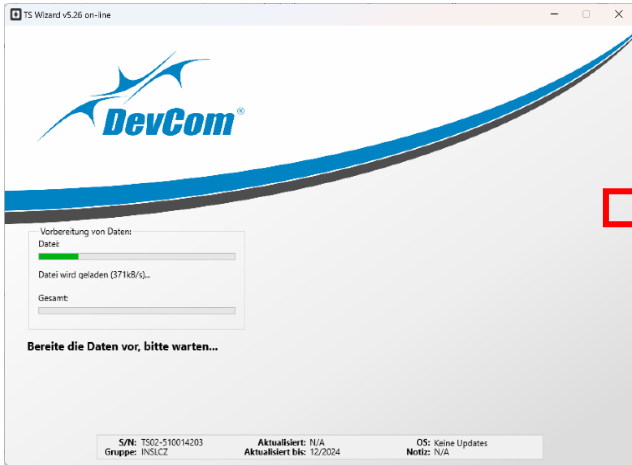 TS Wizard v5.26 on-line
DevCom®
Vorbereitung von Daten:
Datei:
Datei wird geladen (371kB/s)...
Gesamt:
Bereite die Daten vor, bitte warten...
S/N: TS02-510014203 Aktualisiert: N/A OS: Keine Updates
Gruppe: INSLCZ Aktualisiert bis: 12/2024 Notiz: N/A